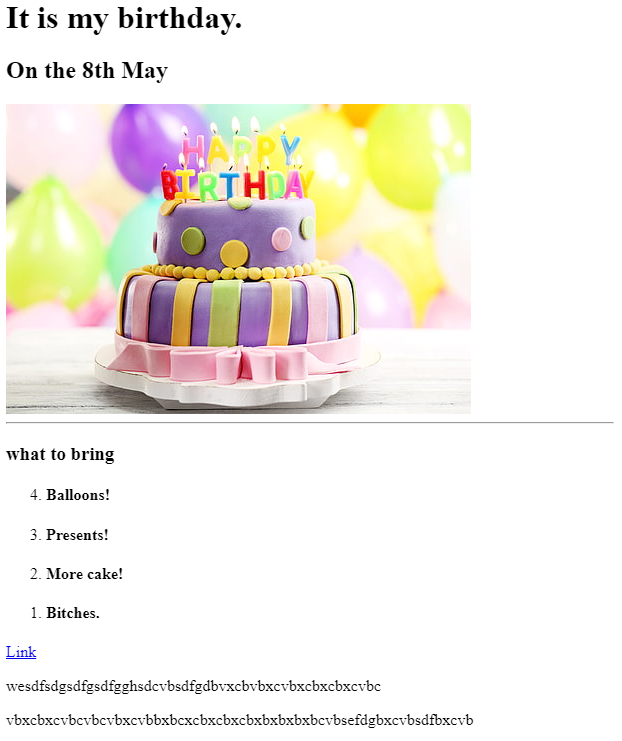 It is my birthday.
On the 8th May
HAPPY
BIRTHDAY
what to bring
4. Balloons!
3. Presents!
2. More cake!
1. Bitches.
Link
wesdfsdgsdfgsdfgghsdcvbsdfgdbvxcbvbxcvbxcbxcbxcvbc
vbxcbxcvbcvbcvbxcvbbxbcxcbxcbxcbxbxbxbxbcvbsefdgbxcvbsdfbxcvb